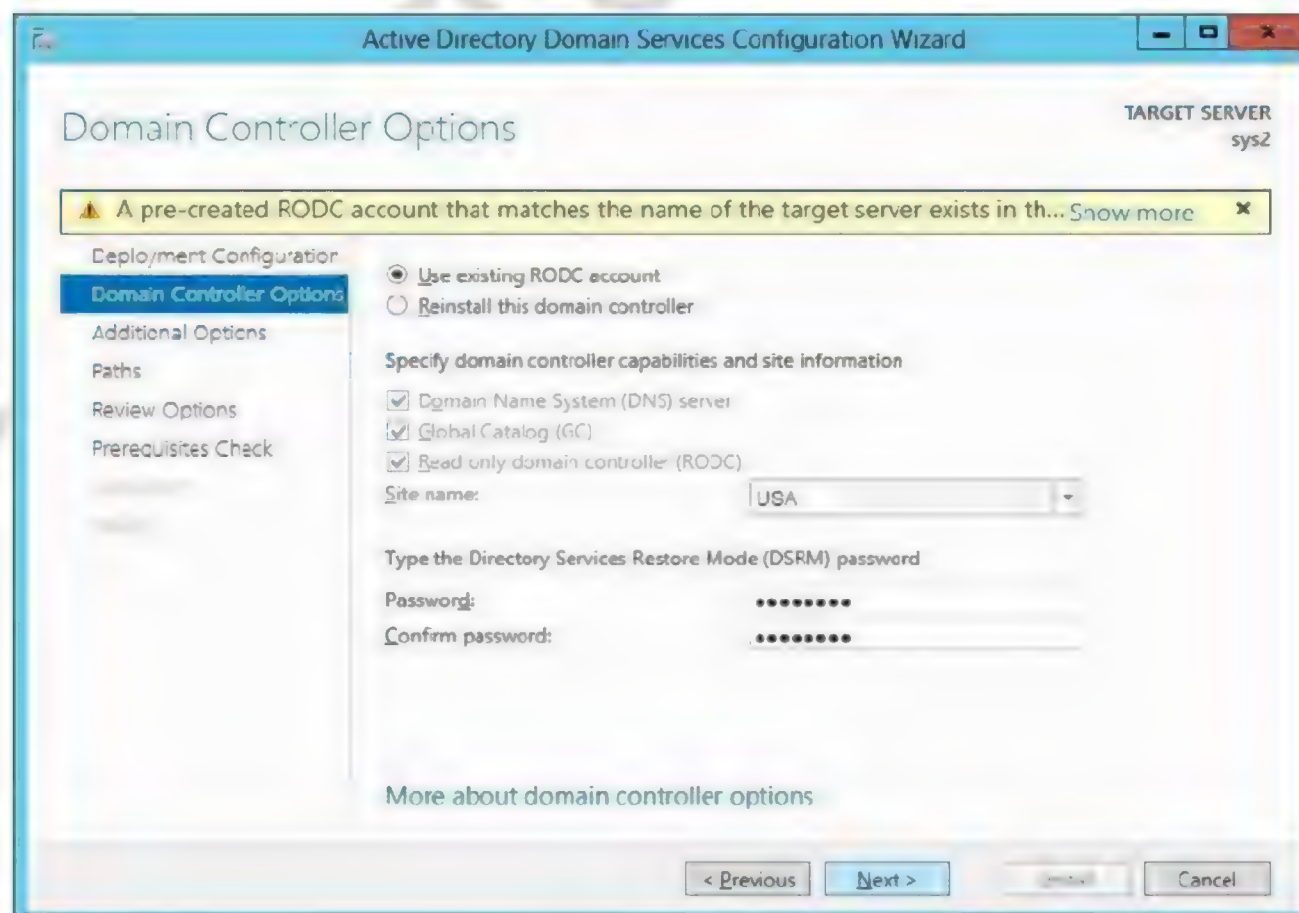 Active Directory Domain Services Configuration Wizard
Domain Controller Options
TARGET SERVER
sys2
A pre-created RODC account that matches the name of the target server exists in th... Show more
Deployment Configuration
Domain Controller Options
Additional Options
Paths
Review Options
Prerequisites Check
Use existing RODC account
Reinstall this domain controller
Specify domain controller capabilities and site information
Domain Name System (DNS) server
Global Catalog (GC)
Read only domain controller (RODC)
Site name:
USA
Type the Directory Services Restore Mode (DSRM) password
Password:
Confirm password:
More about domain controller options
< Previous
Next >
Cancel